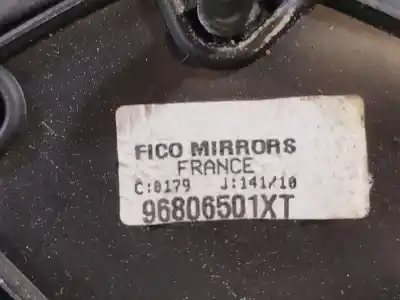 FICO MIRRORS
FRANCE
C:0179 J:141/10
96806501XT